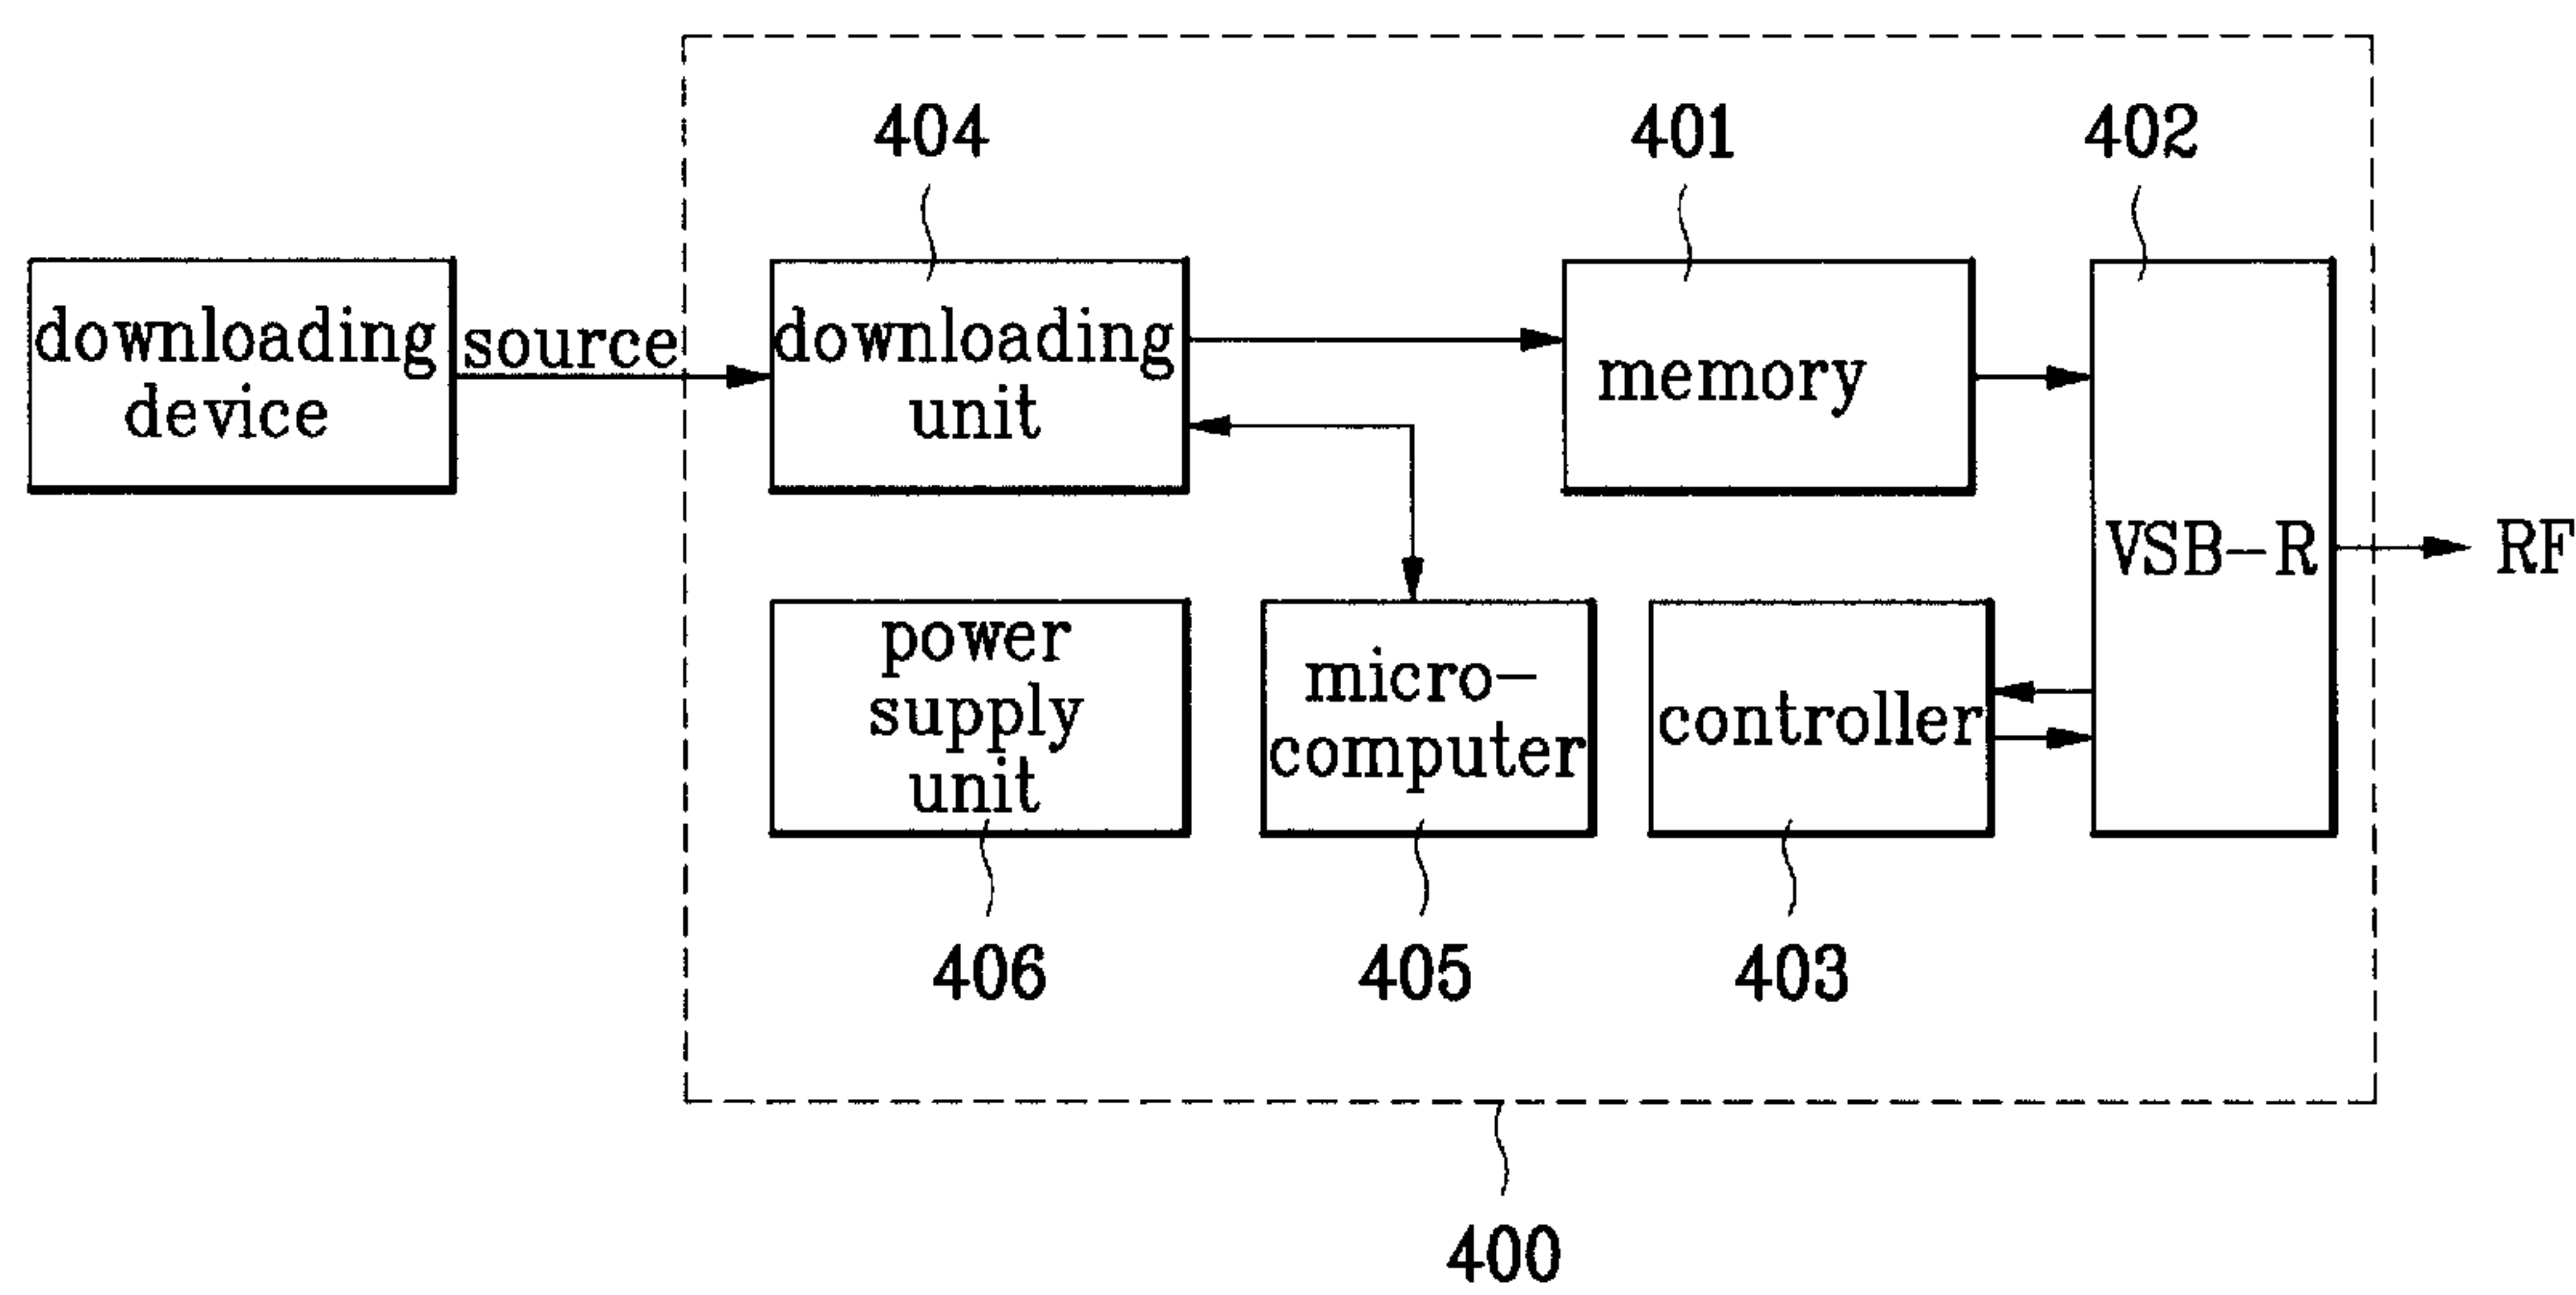 404
401
402
downloading
device
source
downloading
unit
memory
VSB-R
RF
power
supply
unit
micro-
computer
controller
406
405
403
400